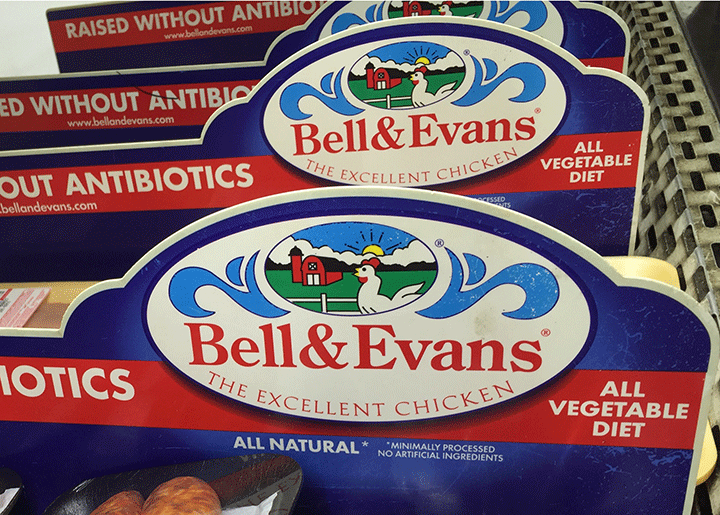 RAISED WITHOUT ANTIBIO
www.bellandevans.com
ED WITHOUT ANTIBIO
www.bellandevans.com
Bell&Evans®
THE EXCELLENT CHICKEN
ALL
VEGETABLE
DIET
OUT ANTIBIOTICS
bellandevans.com
®
Bell&Evans®
THE EXCELLENT CHICKEN
IOTICS
ALL
VEGETABLE
DIET
ALL NATURAL* *MINIMALLY PROCESSED
NO ARTIFICIAL INGREDIENTS